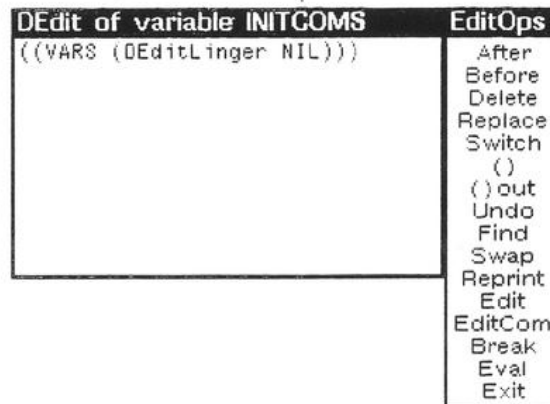 DEdit of variable INITCOMS
((VARS (DEditLinger NIL)))
EditOps
After
Before
Delete
Replace
Switch
()
() out
Undo
Find
Swap
Reprint
Edit
EditCom
Break
Eval
Exit